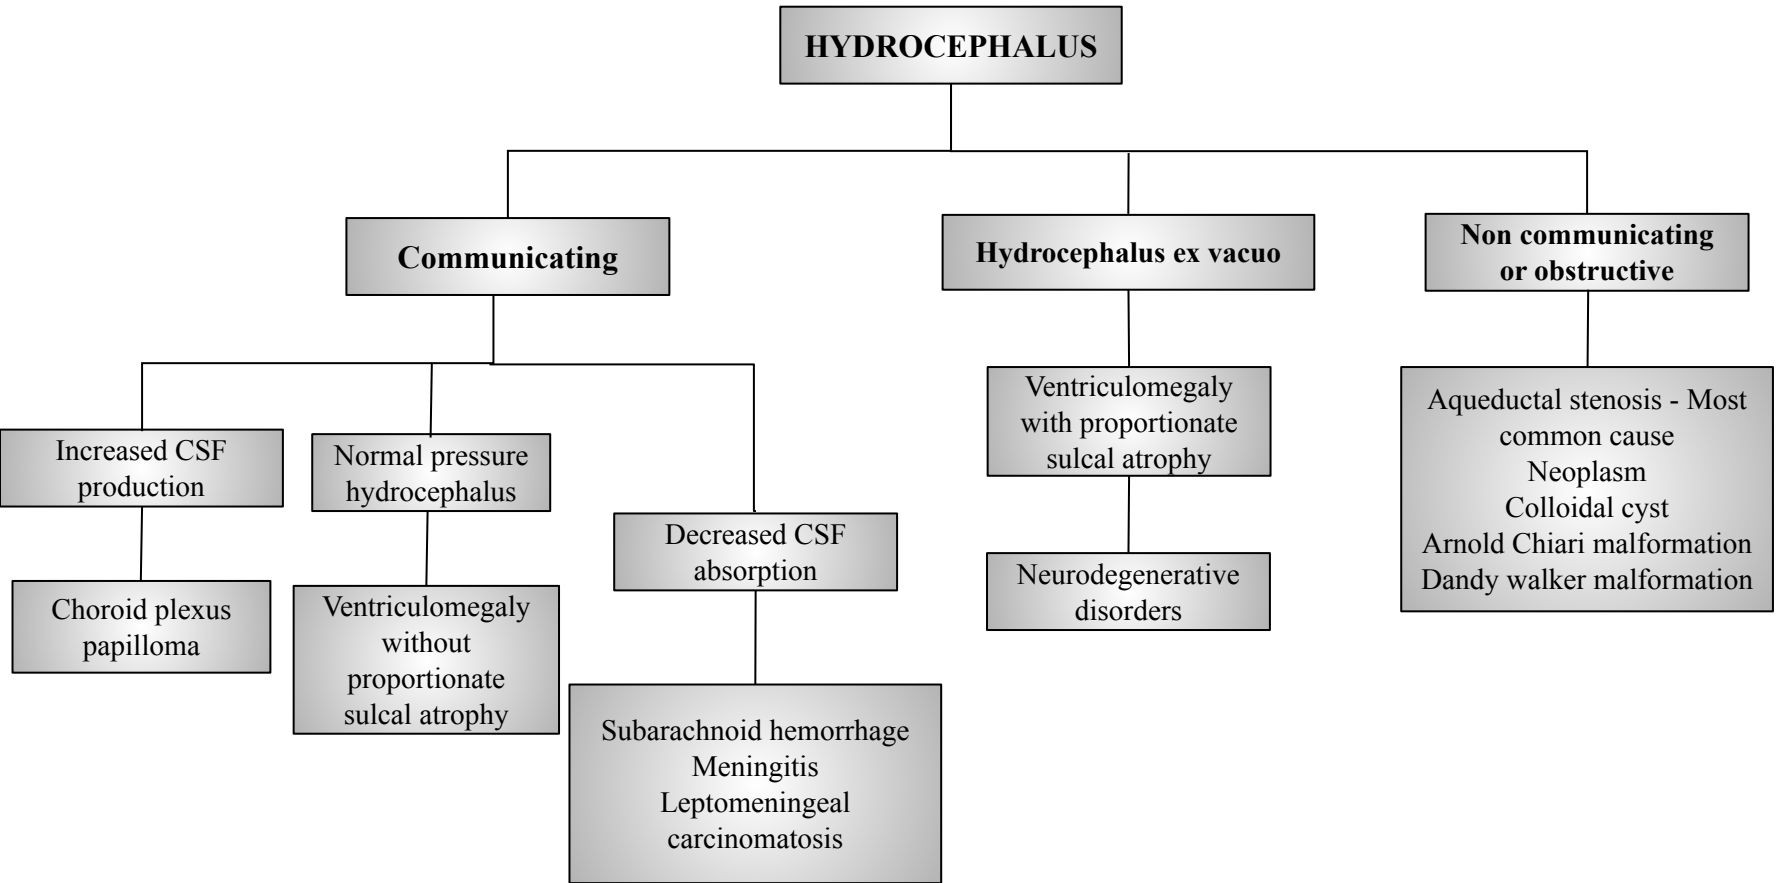 HYDROCEPHALUS
Communicating
Hydrocephalus ex vacuo
Non communicating
or obstructive
Increased CSF
production
Normal pressure
hydrocephalus
Decreased CSF
absorption
Ventriculomegaly
with proportionate
sulcal atrophy
Aqueductal stenosis - Most
common cause
Neoplasm
Colloidal cyst
Arnold Chiari malformation
Dandy walker malformation
Choroid plexus
papilloma
Ventriculomegaly
without
proportionate
sulcal atrophy
Subarachnoid hemorrhage
Meningitis
Leptomeningeal
carcinomatosis
Neurodegenerative
disorders